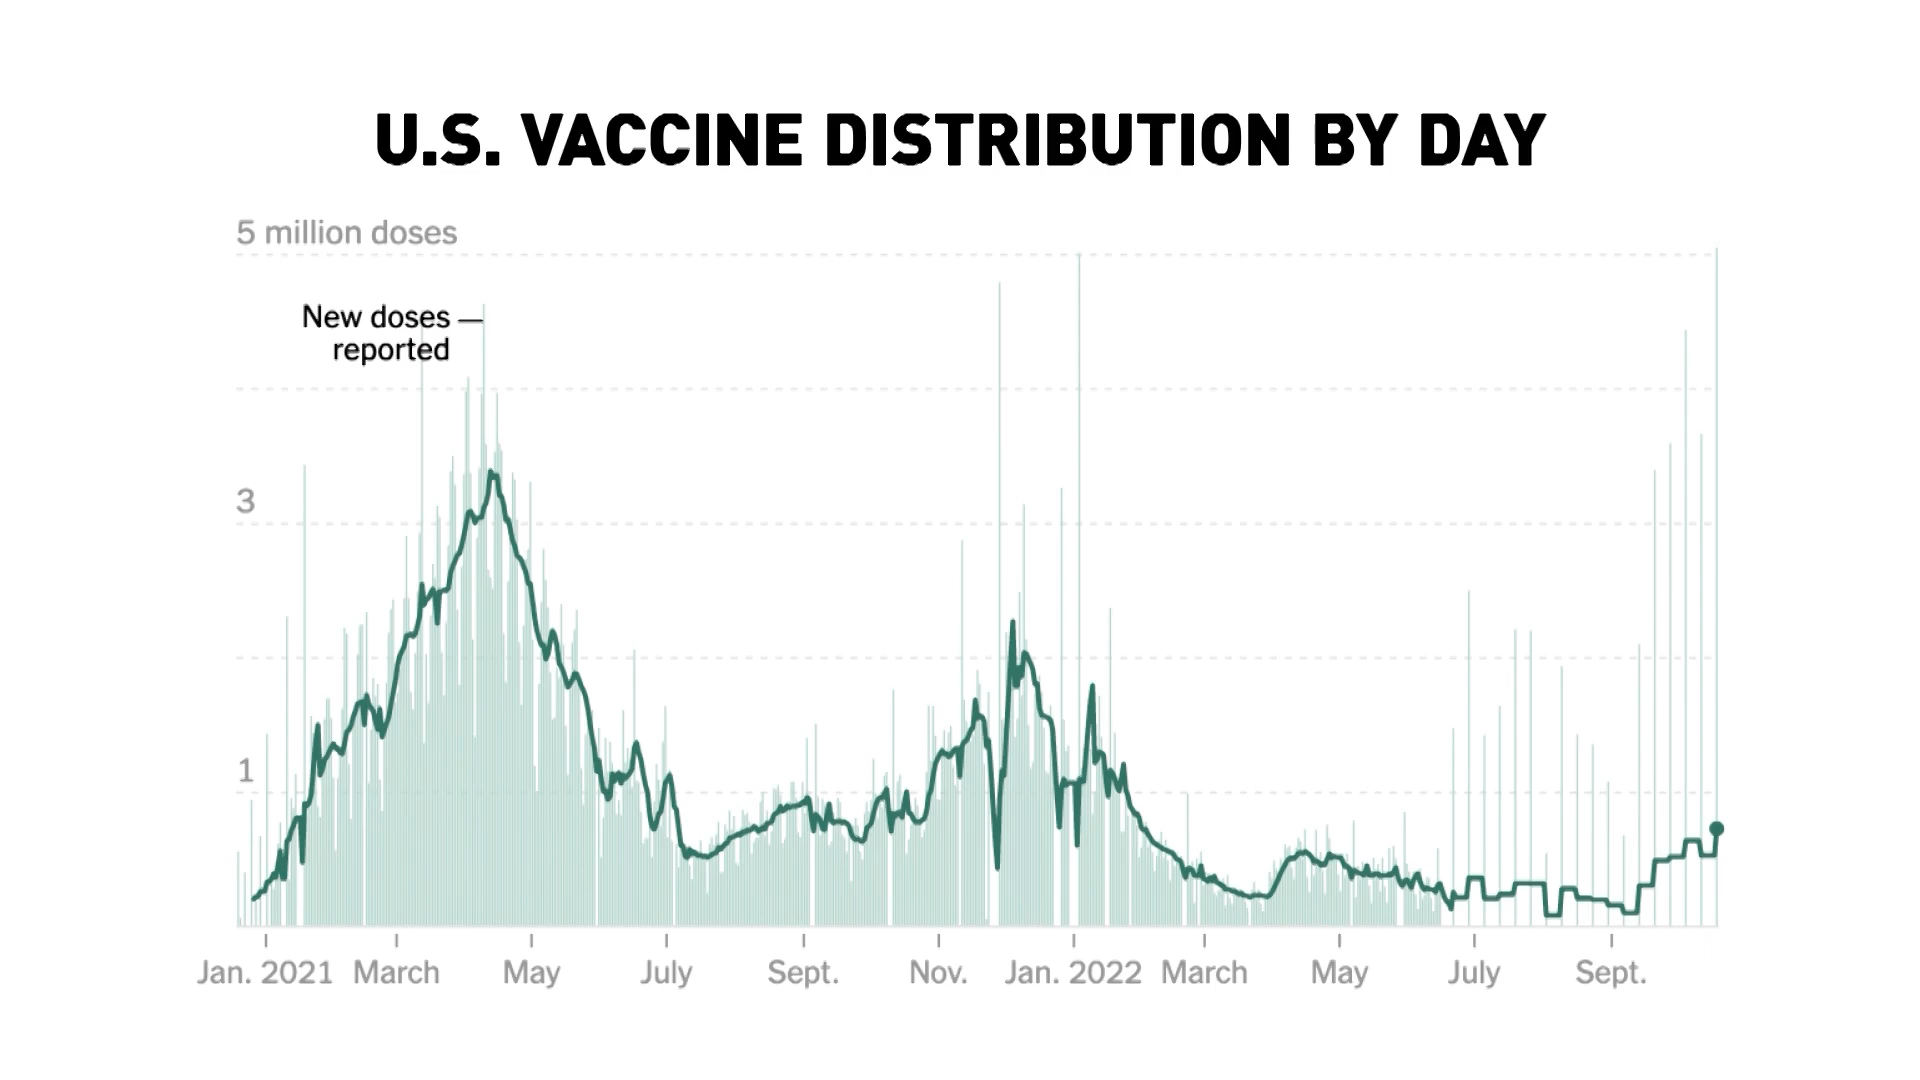 U.S. VACCINE DISTRIBUTION BY DAY
5 million doses
New doses
reported
3
1
Jan. 2021 March May July Sept. Nov. Jan. 2022 March May July Sept.